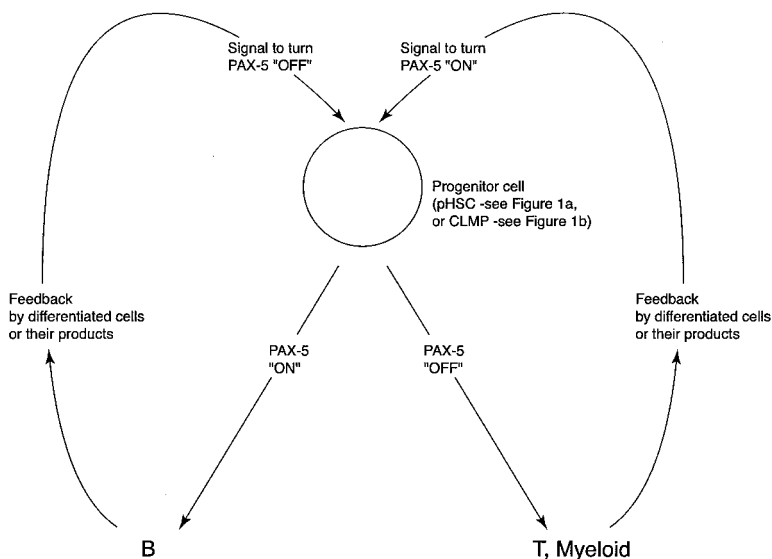 Signal to turn
PAX-5 "OFF"
Signal to turn
PAX-5 "ON"
Progenitor cell
(pHSC -see Figure 1a,
or CLMP -see Figure 1b)
Feedback
by differentiated cells
or their products
Feedback
by differentiated cells
or their products
PAX-5
"ON"
PAX-5
"OFF"
B
T, Myeloid